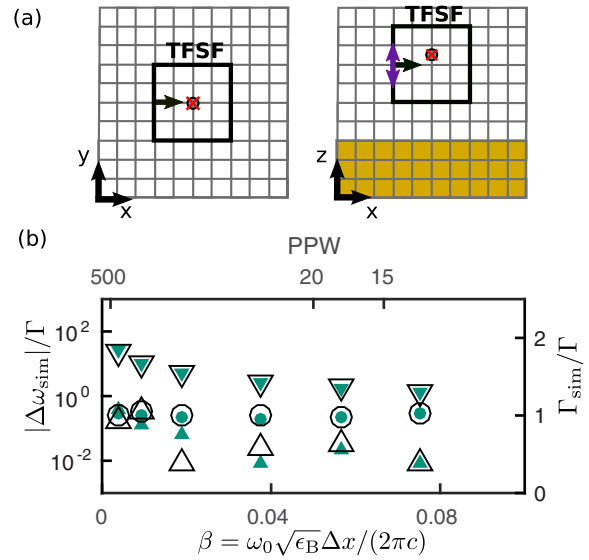 (a)
TFSF
TFSF
y
x
z
x
(b)
PPW
500 20 15
|Δω_sim|/Γ
10^2
10^0
10^-2
2
1
0
Γ_sim/Γ
0 0.04 0.08
β = ω_0√ϵ_B Δx/(2πc)